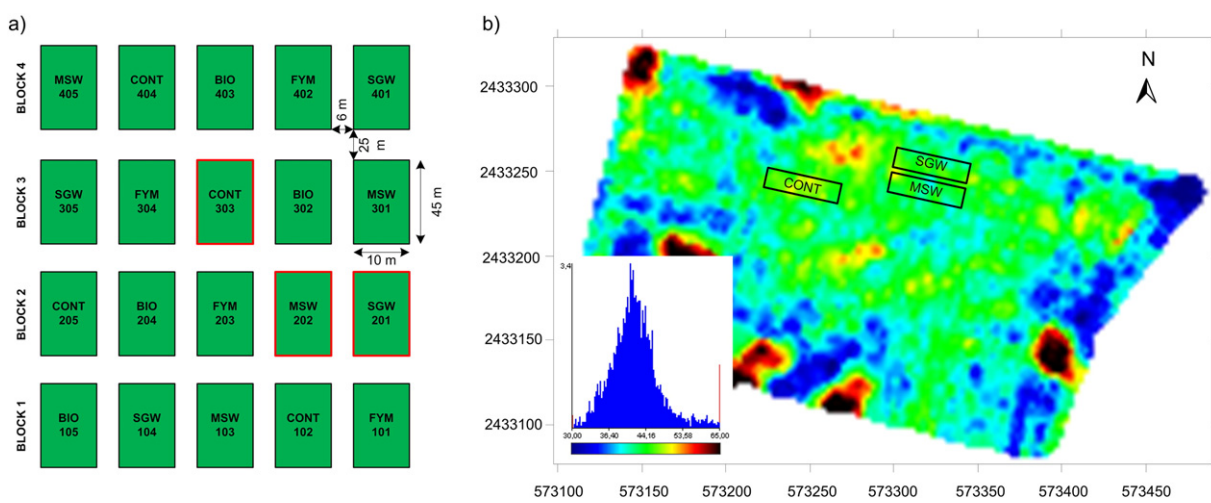 a)
BLOCK 4
MSW
405
CONT
404
BIO
403
FYM
402
SGW
401
6 m
25
m
BLOCK 3
SGW
305
FYM
304
CONT
303
BIO
302
MSW
301
45 m
10 m
BLOCK 2
CONT
205
BIO
204
FYM
203
MSW
202
SGW
201
BLOCK 1
BIO
105
SGW
104
MSW
103
CONT
102
FYM
101
b)
N
2433300
2433250
2433200
2433150
2433100
SGW
MSW
CONT
3,4
30,00 36,40 44,16 53,58 65,00
573100 573150 573200 573250 573300 573350 573400 573450